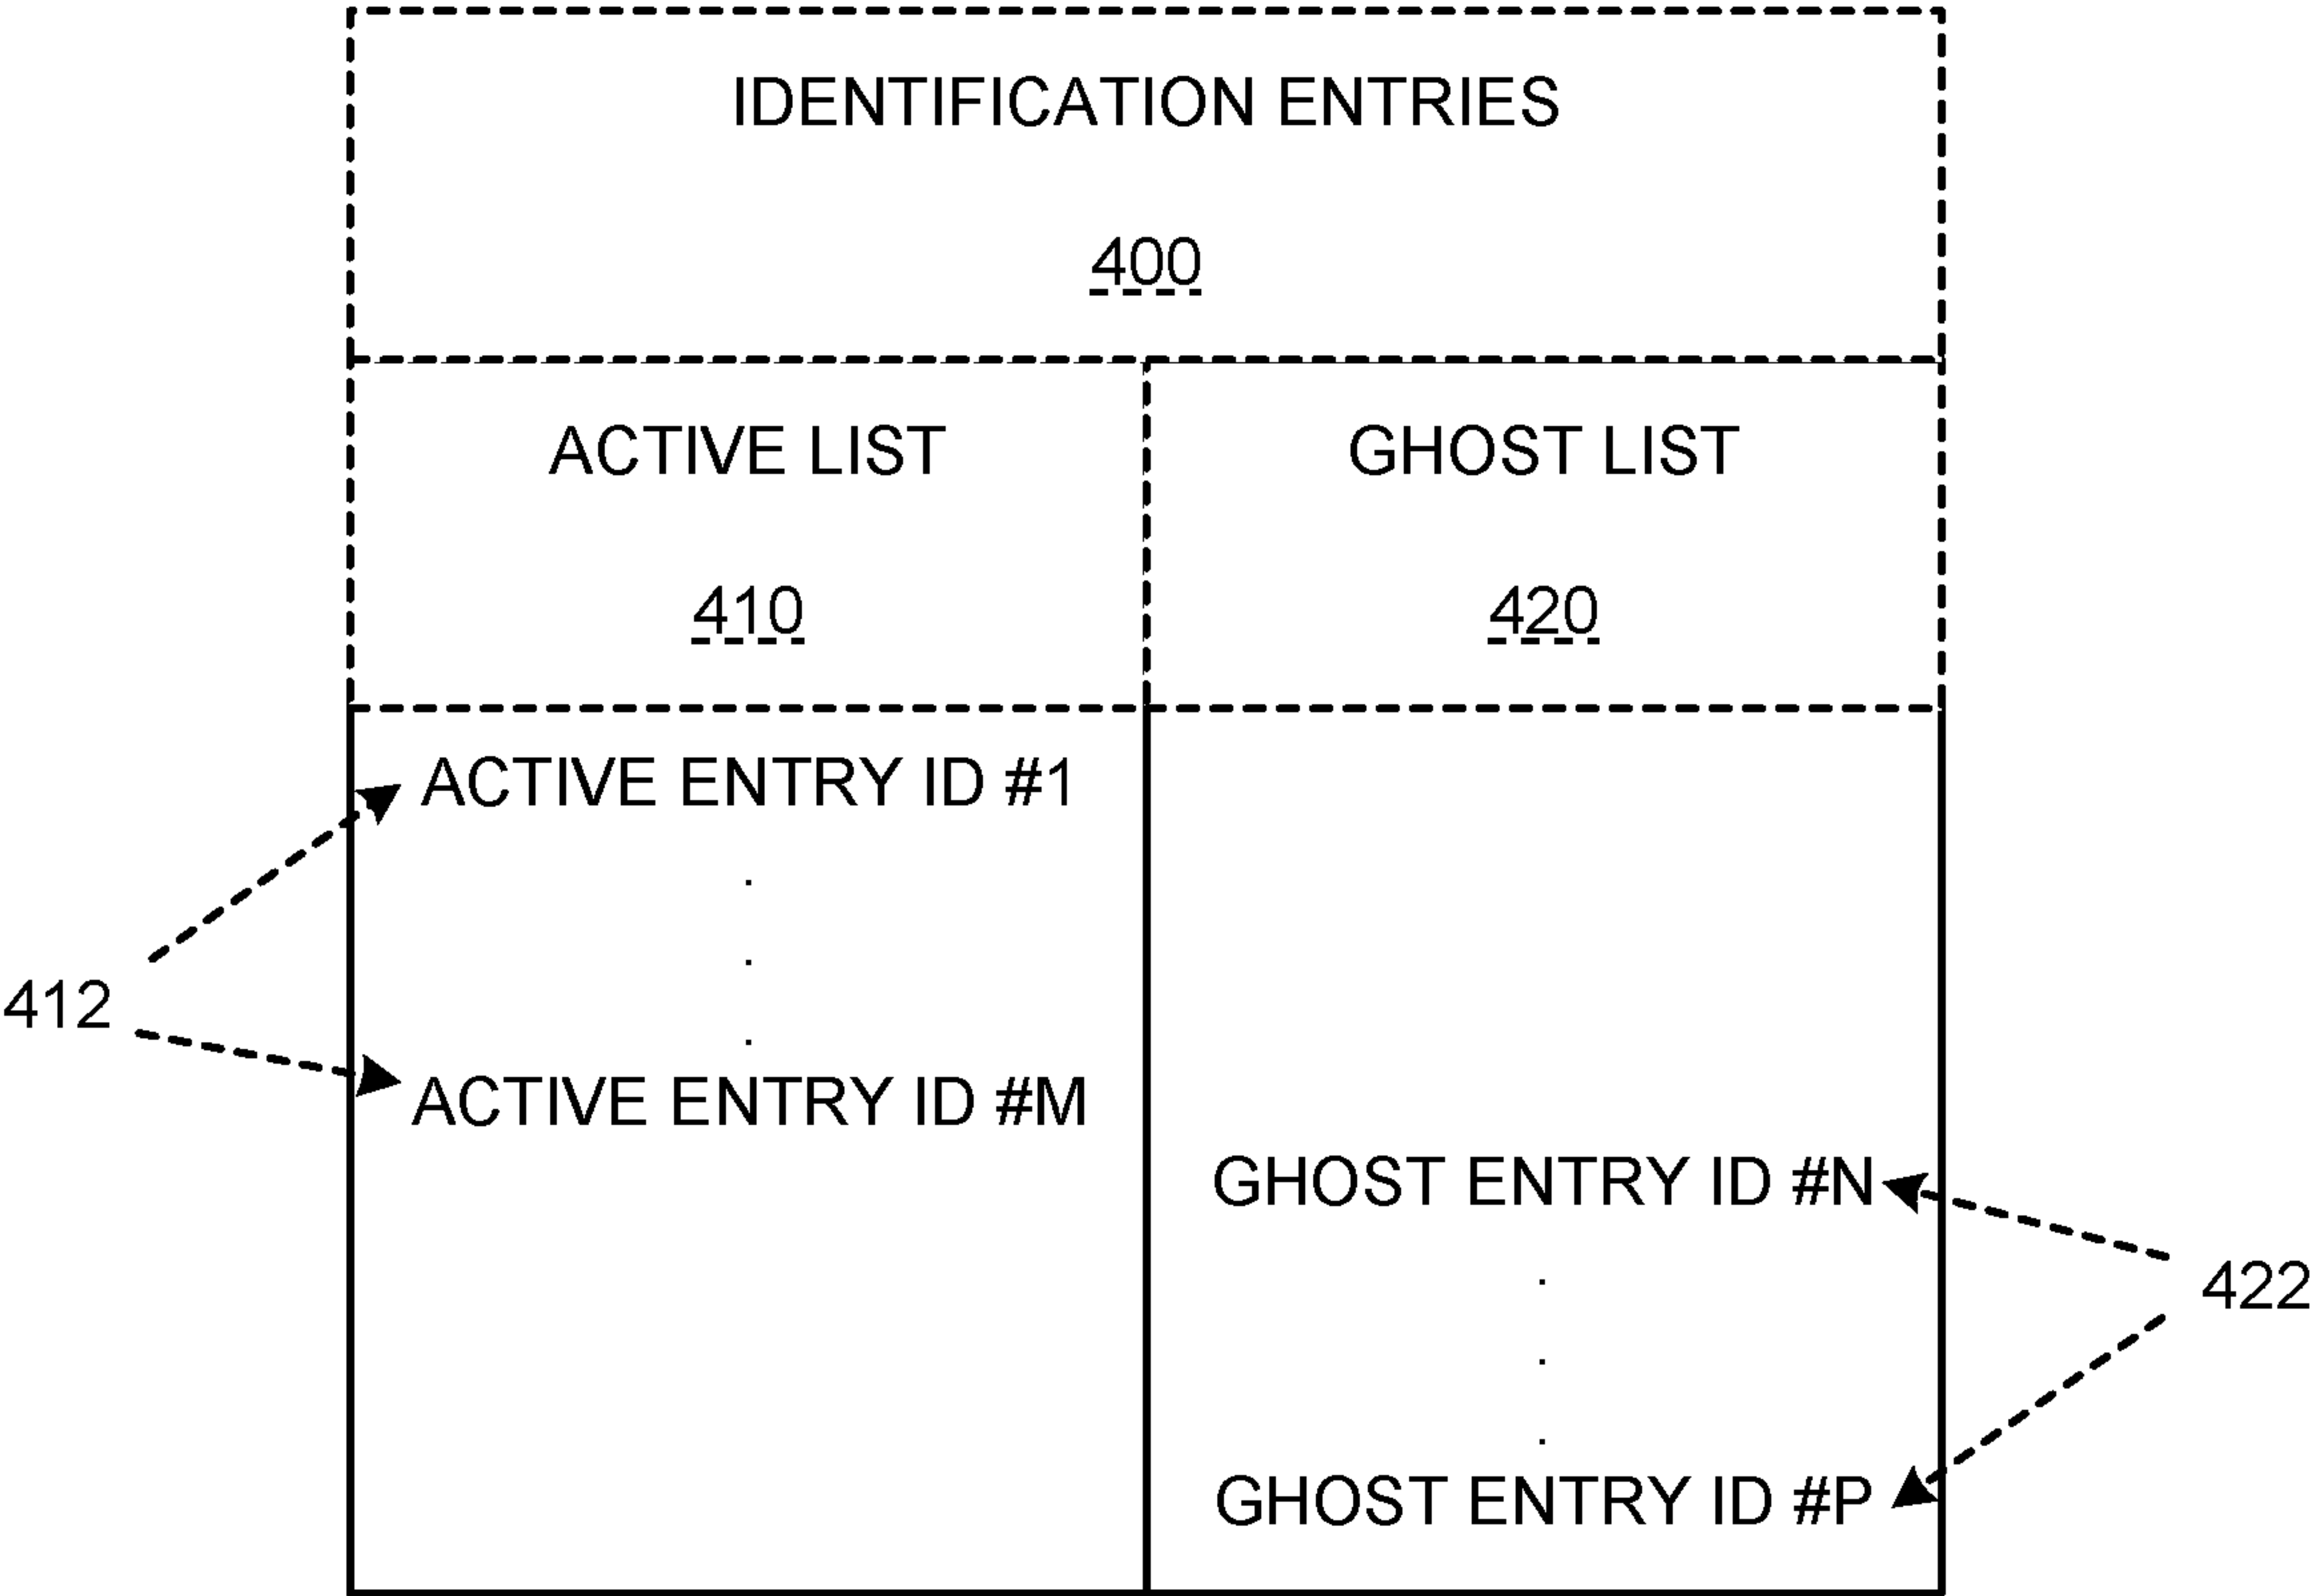 IDENTIFICATION ENTRIES
400
ACTIVE LIST
GHOST LIST
410
420
ACTIVE ENTRY ID #1
.
.
412
.
ACTIVE ENTRY ID #M
GHOST ENTRY ID #N
.
422
.
.
GHOST ENTRY ID #P